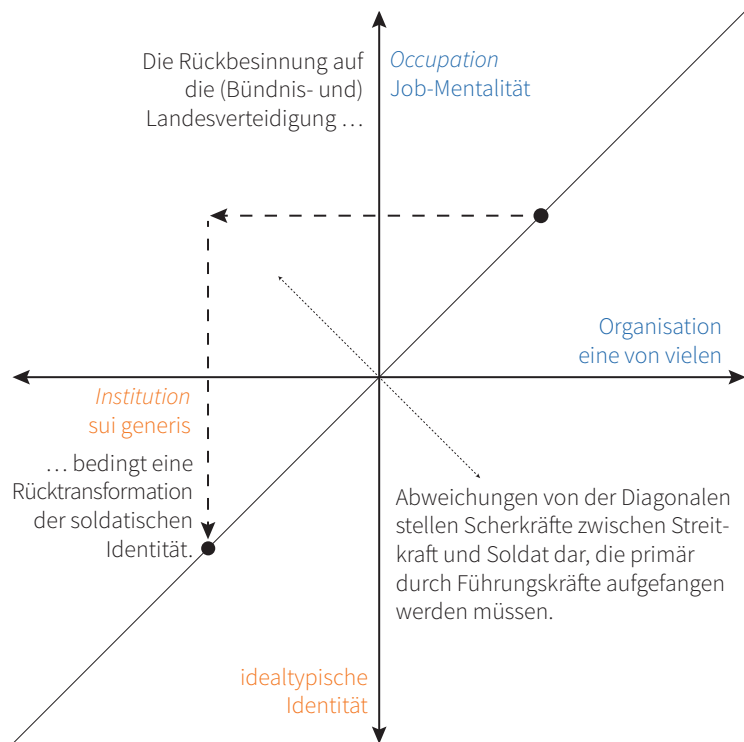 Die Rückbesinnung auf
die (Bündnis- und)
Landesverteidigung …
Occupation
Job-Mentalität
Organisation
eine von vielen
Institution
sui generis
… bedingt eine
Rücktransformation
der soldatischen
Identität.
Abweichungen von der Diagonalen
stellen Scherkräfte zwischen Streit-
kraft und Soldat dar, die primär
durch Führungskräfte aufgefangen
werden müssen.
idealtypische
Identität